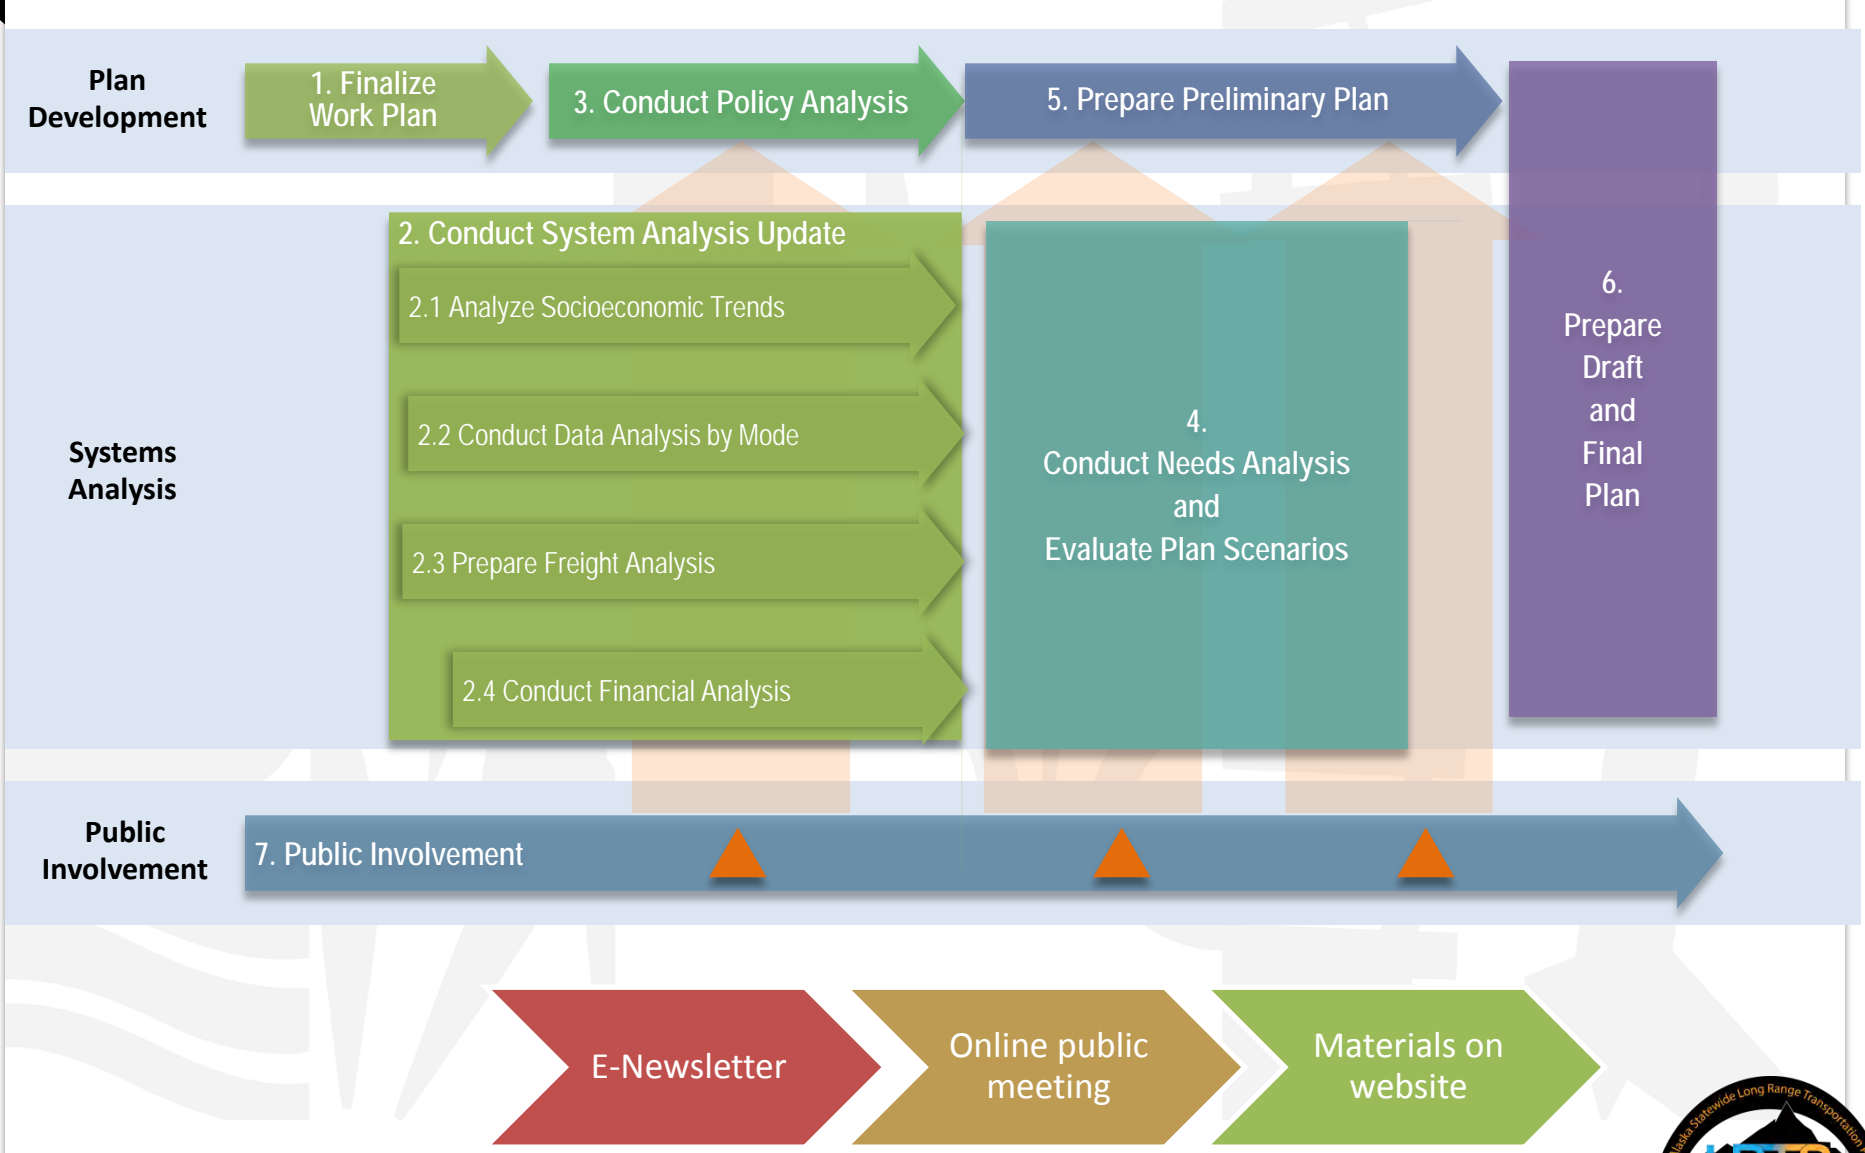 Plan
Development
1. Finalize
Work Plan
3. Conduct Policy Analysis
5. Prepare Preliminary Plan
2. Conduct System Analysis Update
2.1 Analyze Socioeconomic Trends
2.2 Conduct Data Analysis by Mode
2.3 Prepare Freight Analysis
2.4 Conduct Financial Analysis
Systems
Analysis
4.
Conduct Needs Analysis
and
Evaluate Plan Scenarios
6.
Prepare
Draft
and
Final
Plan
Public
Involvement
7. Public Involvement
E-Newsletter
Online public
meeting
Materials on
website
Alaska Statewide Long Range Transportation